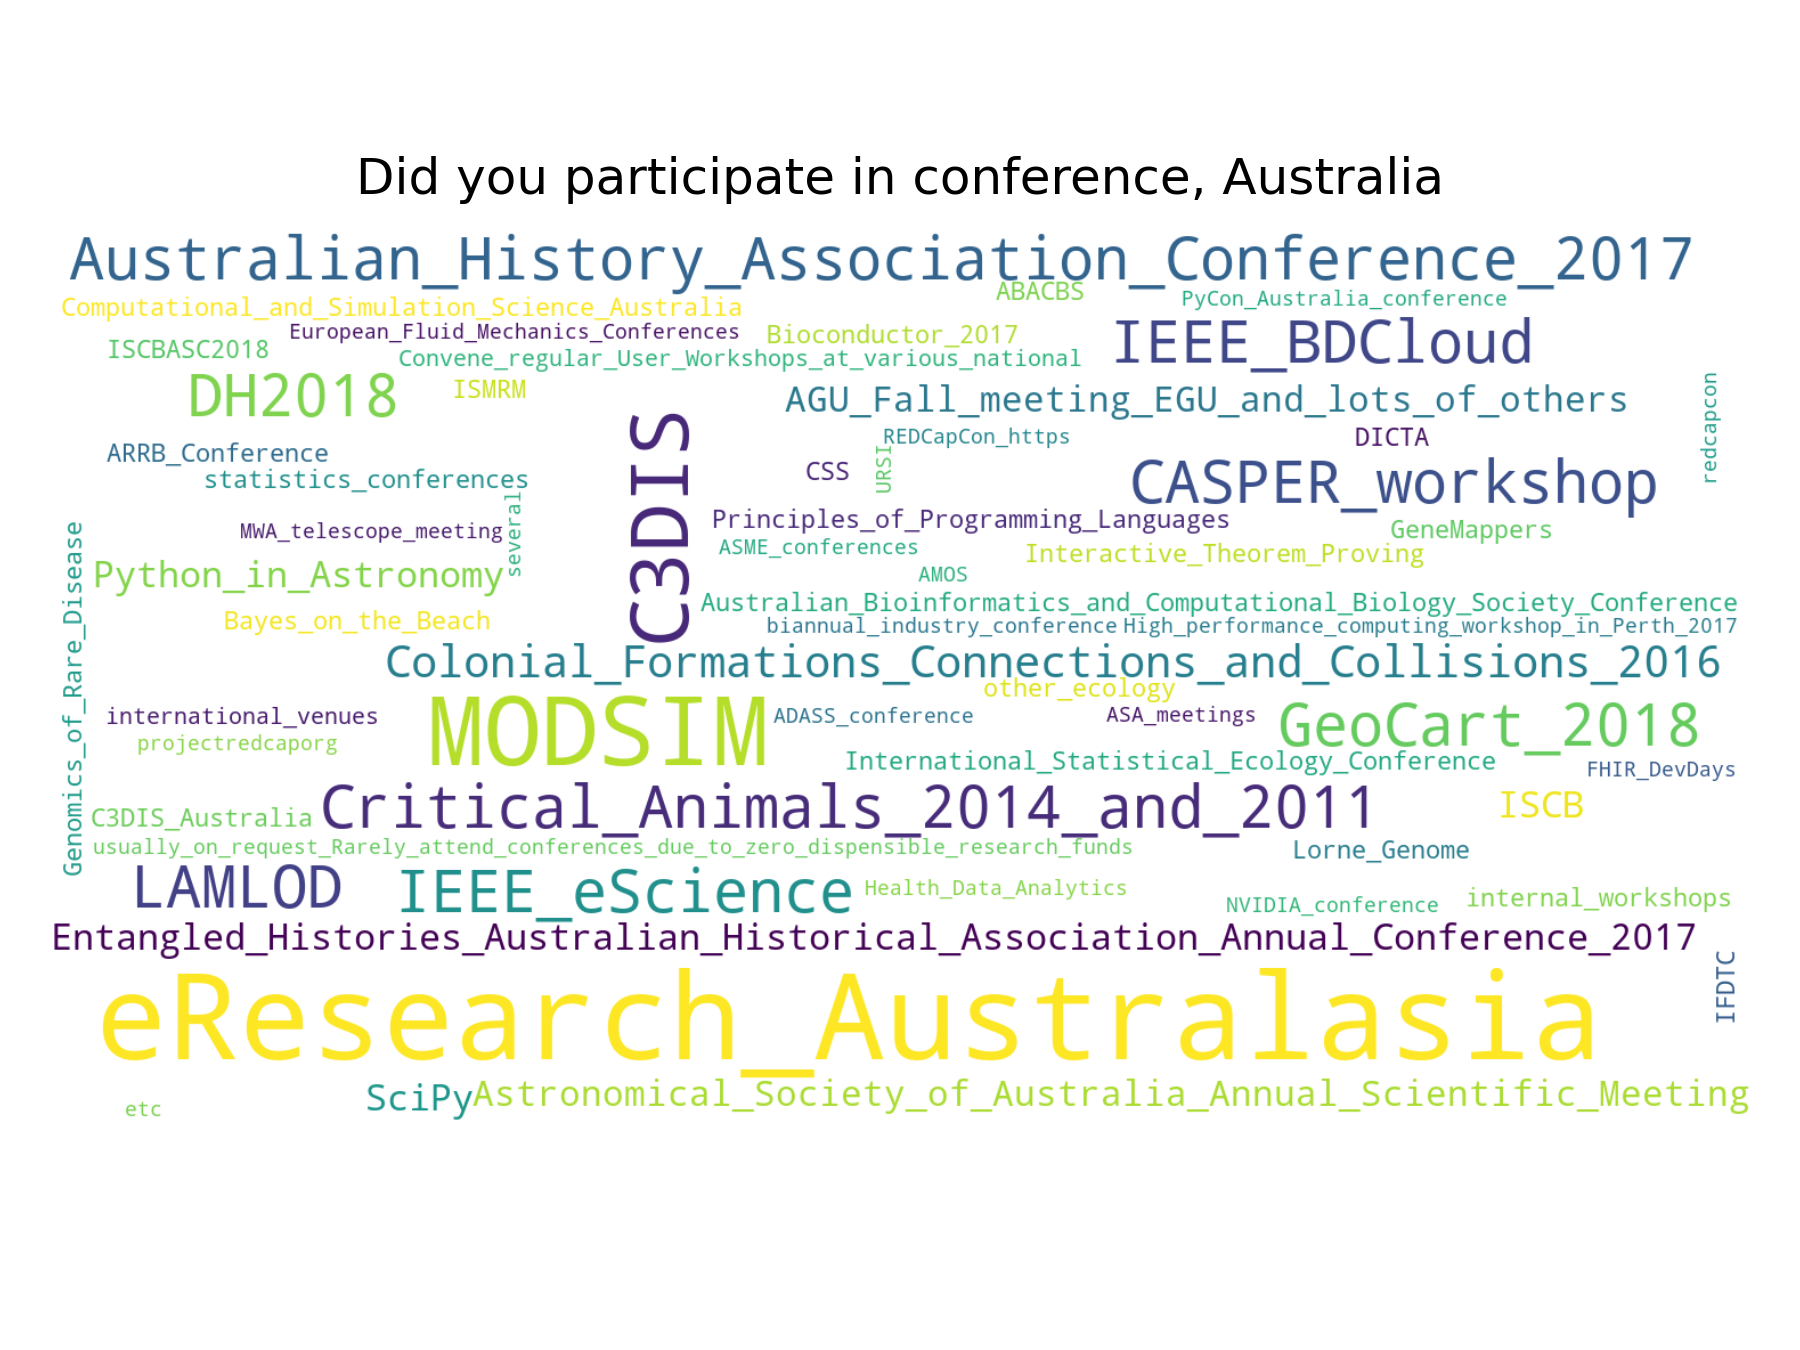 Did you participate in conference, Australia
Australian_History_Association_Conference_2017
Computational_and_Simulation_Science_Australia
ABACBS
PyCon_Australia_conference
European_Fluid_Mechanics_Conferences
Bioconductor_2017
IEEE_BDCloud
ISCBASC2018
Convene_regular_User_Workshops_at_various_national
DH2018
ISMRM
AGU_Fall_meeting_EGU_and_lots_of_others
redcapcon
C3DIS
REDCapCon_https
DICTA
ARRB_Conference
CSS
URSI
CASPER_workshop
statistics_conferences
several
Principles_of_Programming_Languages
MWA_telescope_meeting
GeneMappers
ASME_conferences
Interactive_Theorem_Proving
Genomics_of_Rare_Disease
Python_in_Astronomy
AMOS
Australian_Bioinformatics_and_Computational_Biology_Society_Conference
Bayes_on_the_Beach
biannual_industry_conference
High_performance_computing_workshop_in_Perth_2017
Colonial_Formations_Connections_and_Collisions_2016
other_ecology
international_venues
MODSIM
ADASS_conference
ASA_meetings
GeoCart_2018
projectredcaporg
International_Statistical_Ecology_Conference
FHIR_DevDays
Critical_Animals_2014_and_2011
ISCB
C3DIS_Australia
usually_on_request_Rarely_attend_conferences_due_to_zero_dispensible_research_funds
Lorne_Genome
LAMLOD
IEEE_eScience
Health_Data_Analytics
NVIDIA_conference
internal_workshops
Entangled_Histories_Australian_Historical_Association_Annual_Conference_2017
IFDTC
eResearch_Australasia
etc
SciPy
Astronomical_Society_of_Australia_Annual_Scientific_Meeting